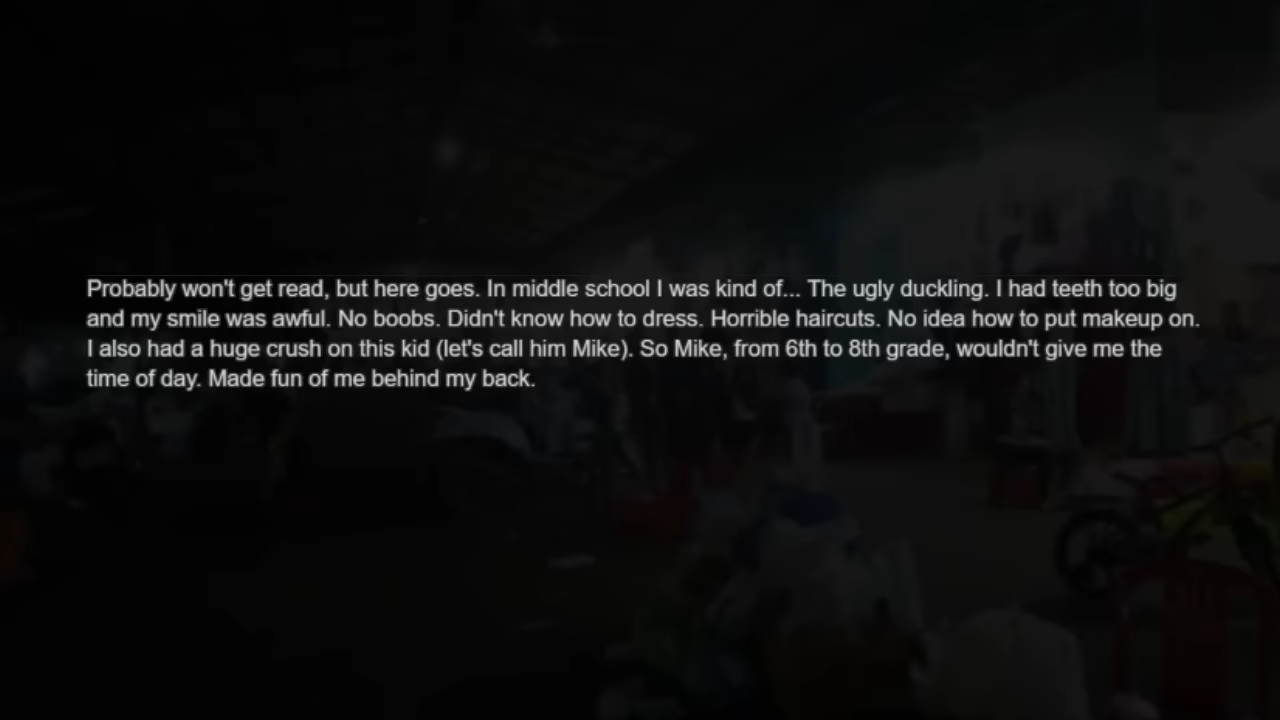 Probably won't get read, but here goes. In middle school I was kind of... The ugly duckling. I had teeth too big
and my smile was awful. No boobs. Didn't know how to dress. Horrible haircuts. No idea how to put makeup on.
I also had a huge crush on this kid (let's call him Mike). So Mike, from 6th to 8th grade, wouldn't give me the
time of day. Made fun of me behind my back.